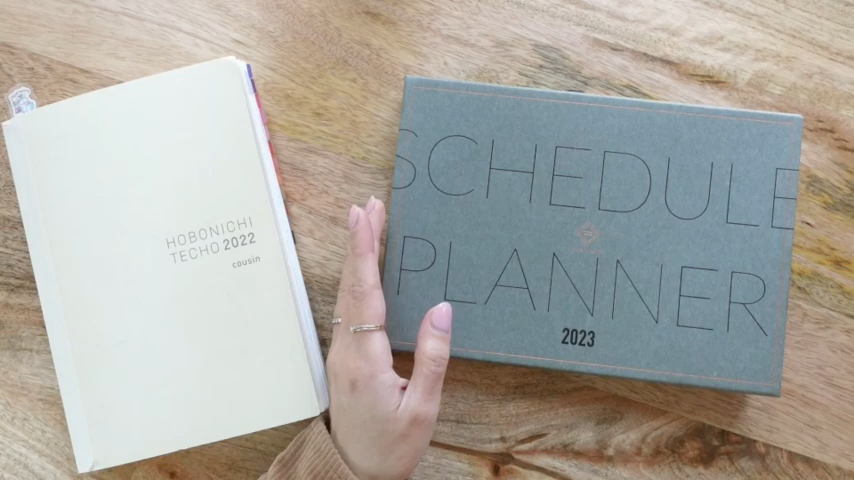 HOBONICHI
TECHO 2022
cousin
SCHEDULE
PLANNER
2023